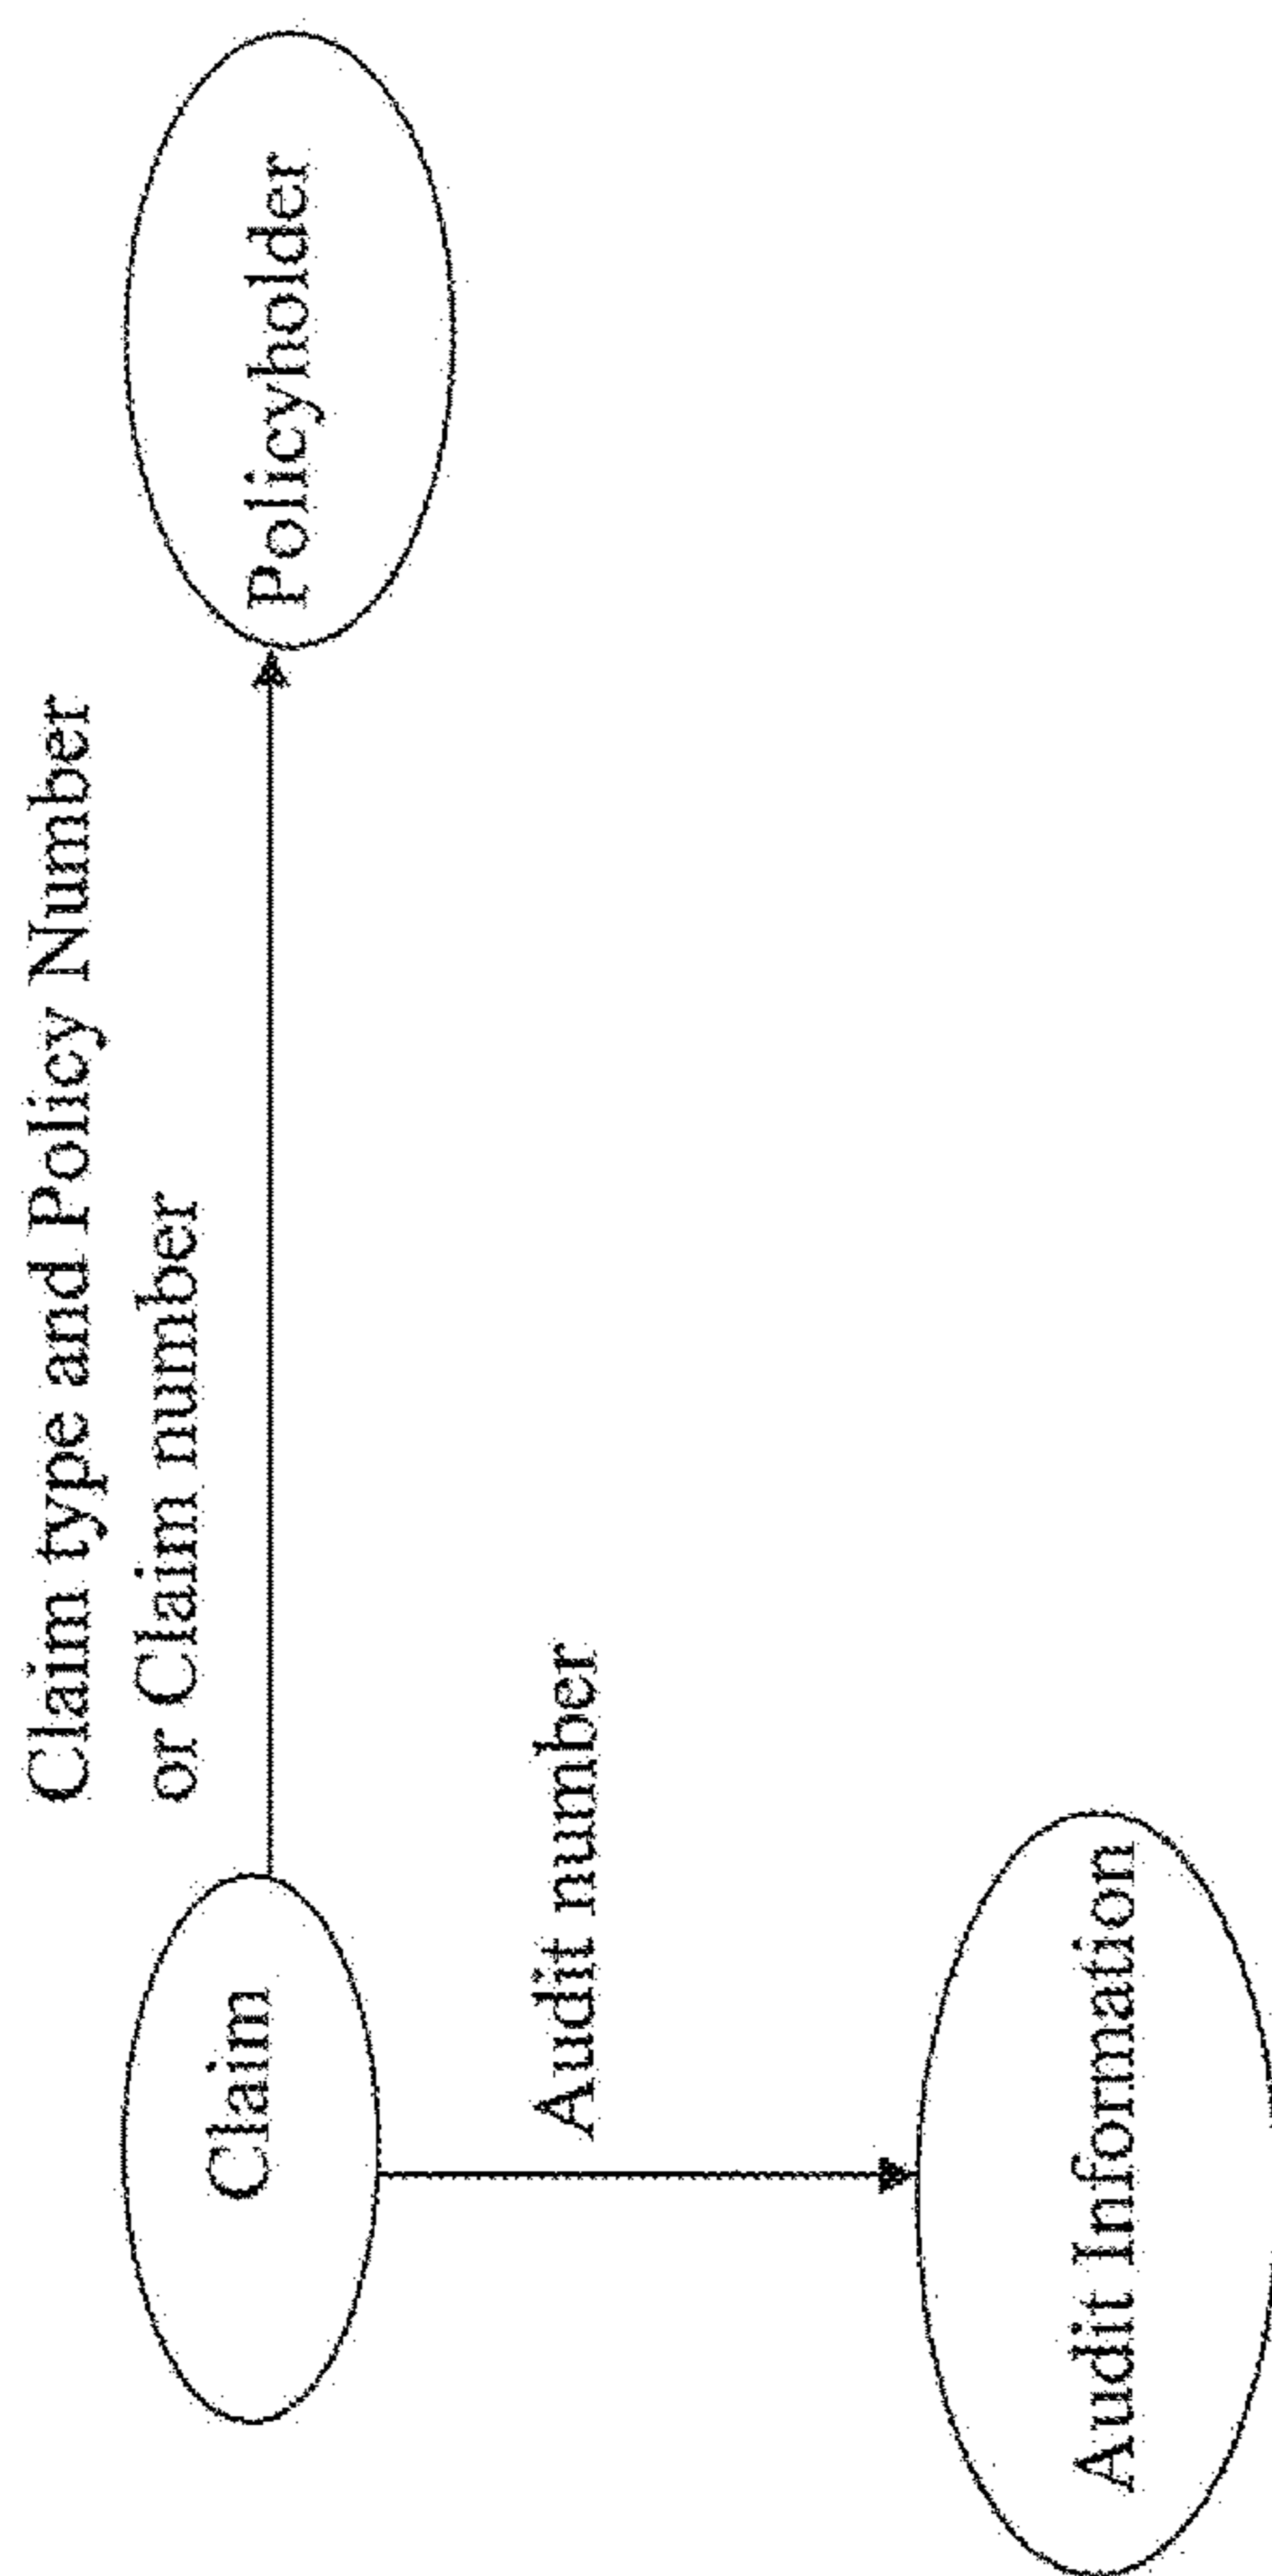 Claim type and Policy Number
or Claim number
Claim
Policyholder
Audit number
Audit Information